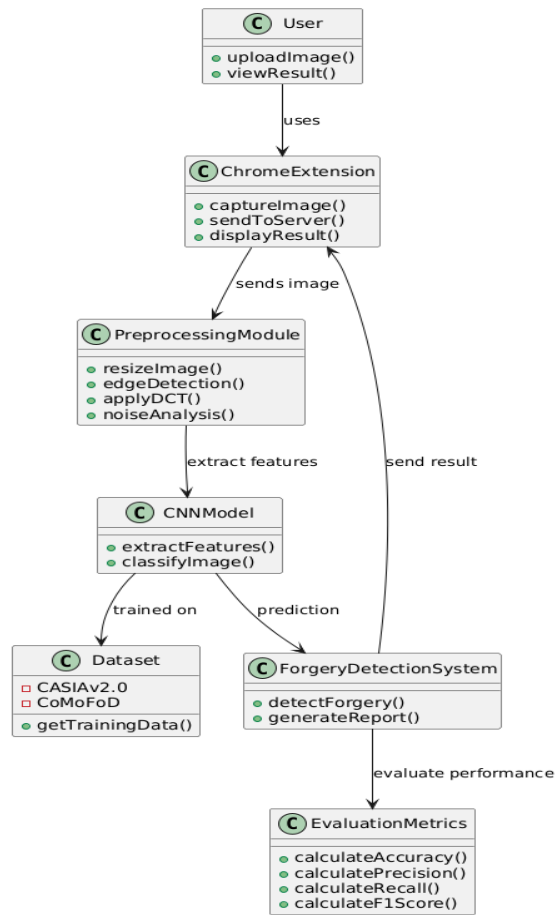 C User
uploadImage()
viewResult()
uses
C ChromeExtension
captureImage()
sendToServer()
displayResult()
sends image
C PreprocessingModule
resizeImage()
edgeDetection()
applyDCT()
noiseAnalysis()
extract features
send result
C CNNModel
extractFeatures()
classifyImage()
trained on
prediction
C Dataset
CASIAv2.0
CoMoFoD
getTrainingData()
C ForgeryDetectionSystem
detectForgery()
generateReport()
evaluate performance
C EvaluationMetrics
calculateAccuracy()
calculatePrecision()
calculateRecall()
calculateF1Score()